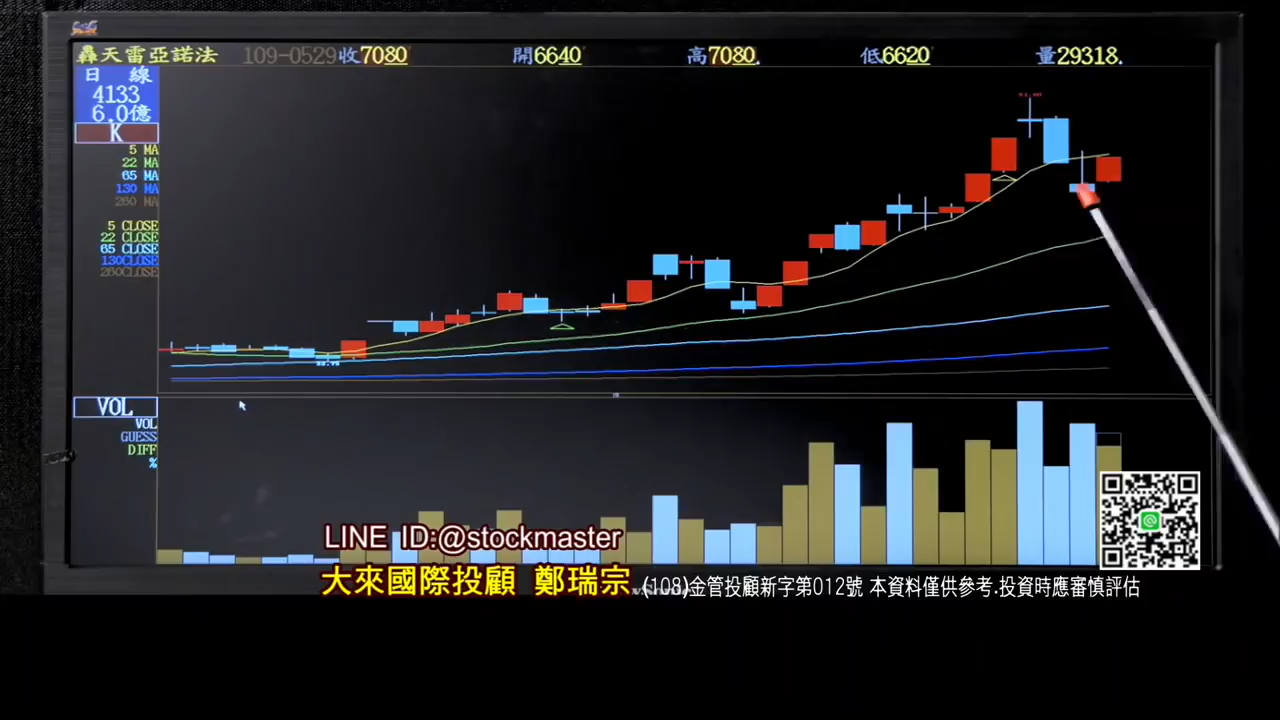 轟天雷亞諾法 109-0529收7080 開6640 高7080. 低6620 量29318.
日 線
4133
6.0億
K
5 MA
22 MA
65 MA
130 MA
260 MA
5 CLOSE
22 CLOSE
65 CLOSE
130CLOSE
260CLOSE
VOL
VOL
GUESS
DIFF
%
LINE ID:@stockmaster
大來國際投顧 鄭瑞宗 (108)金管投顧新字第012號 本資料僅供參考.投資時應審慎評估